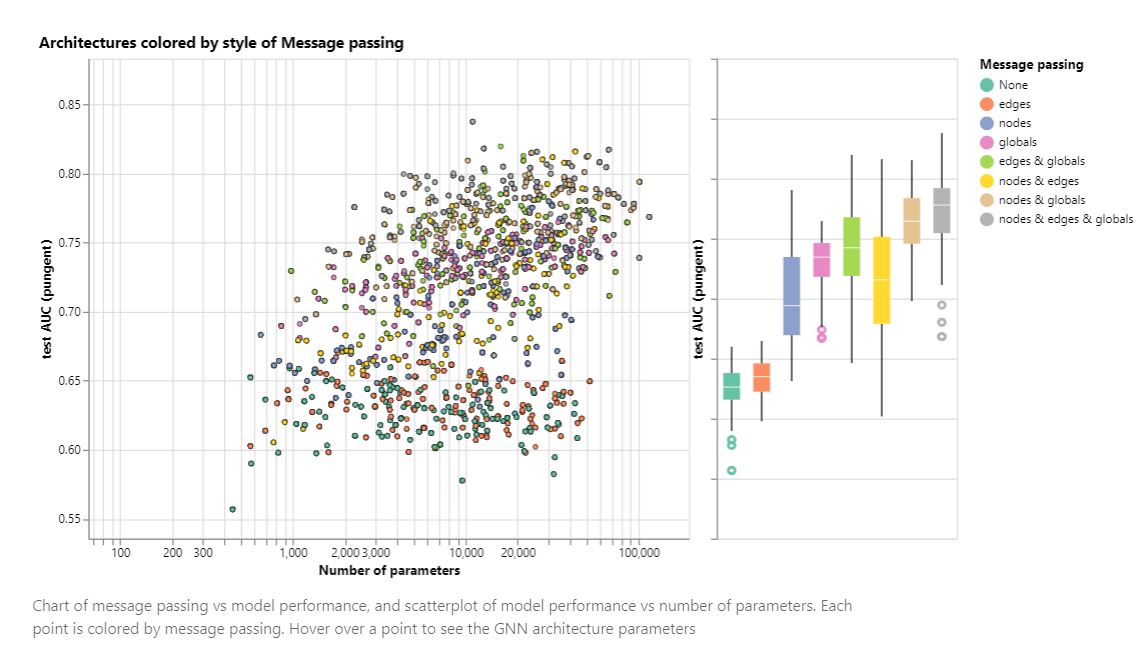 Architectures colored by style of Message passing
test AUC (pungent)
0.85
0.80
0.75
0.70
0.65
0.60
0.55
100
200
300
1,000
2,000
3,000
10,000
20,000
100,000
Number of parameters
test AUC (pungent)
Message passing
None
edges
nodes
globals
edges & globals
nodes & edges
nodes & globals
nodes & edges & globals
Chart of message passing vs model performance, and scatterplot of model performance vs number of parameters. Each
point is colored by message passing. Hover over a point to see the GNN architecture parameters